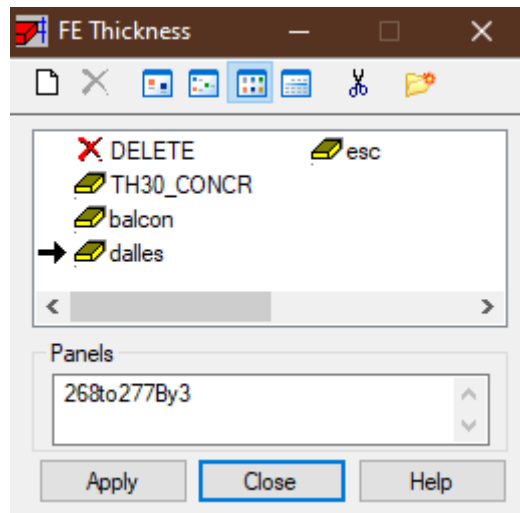 FE Thickness
DELETE
esc
TH30_CONCR
balcon
dalles
Panels
268to277By3
Apply
Close
Help